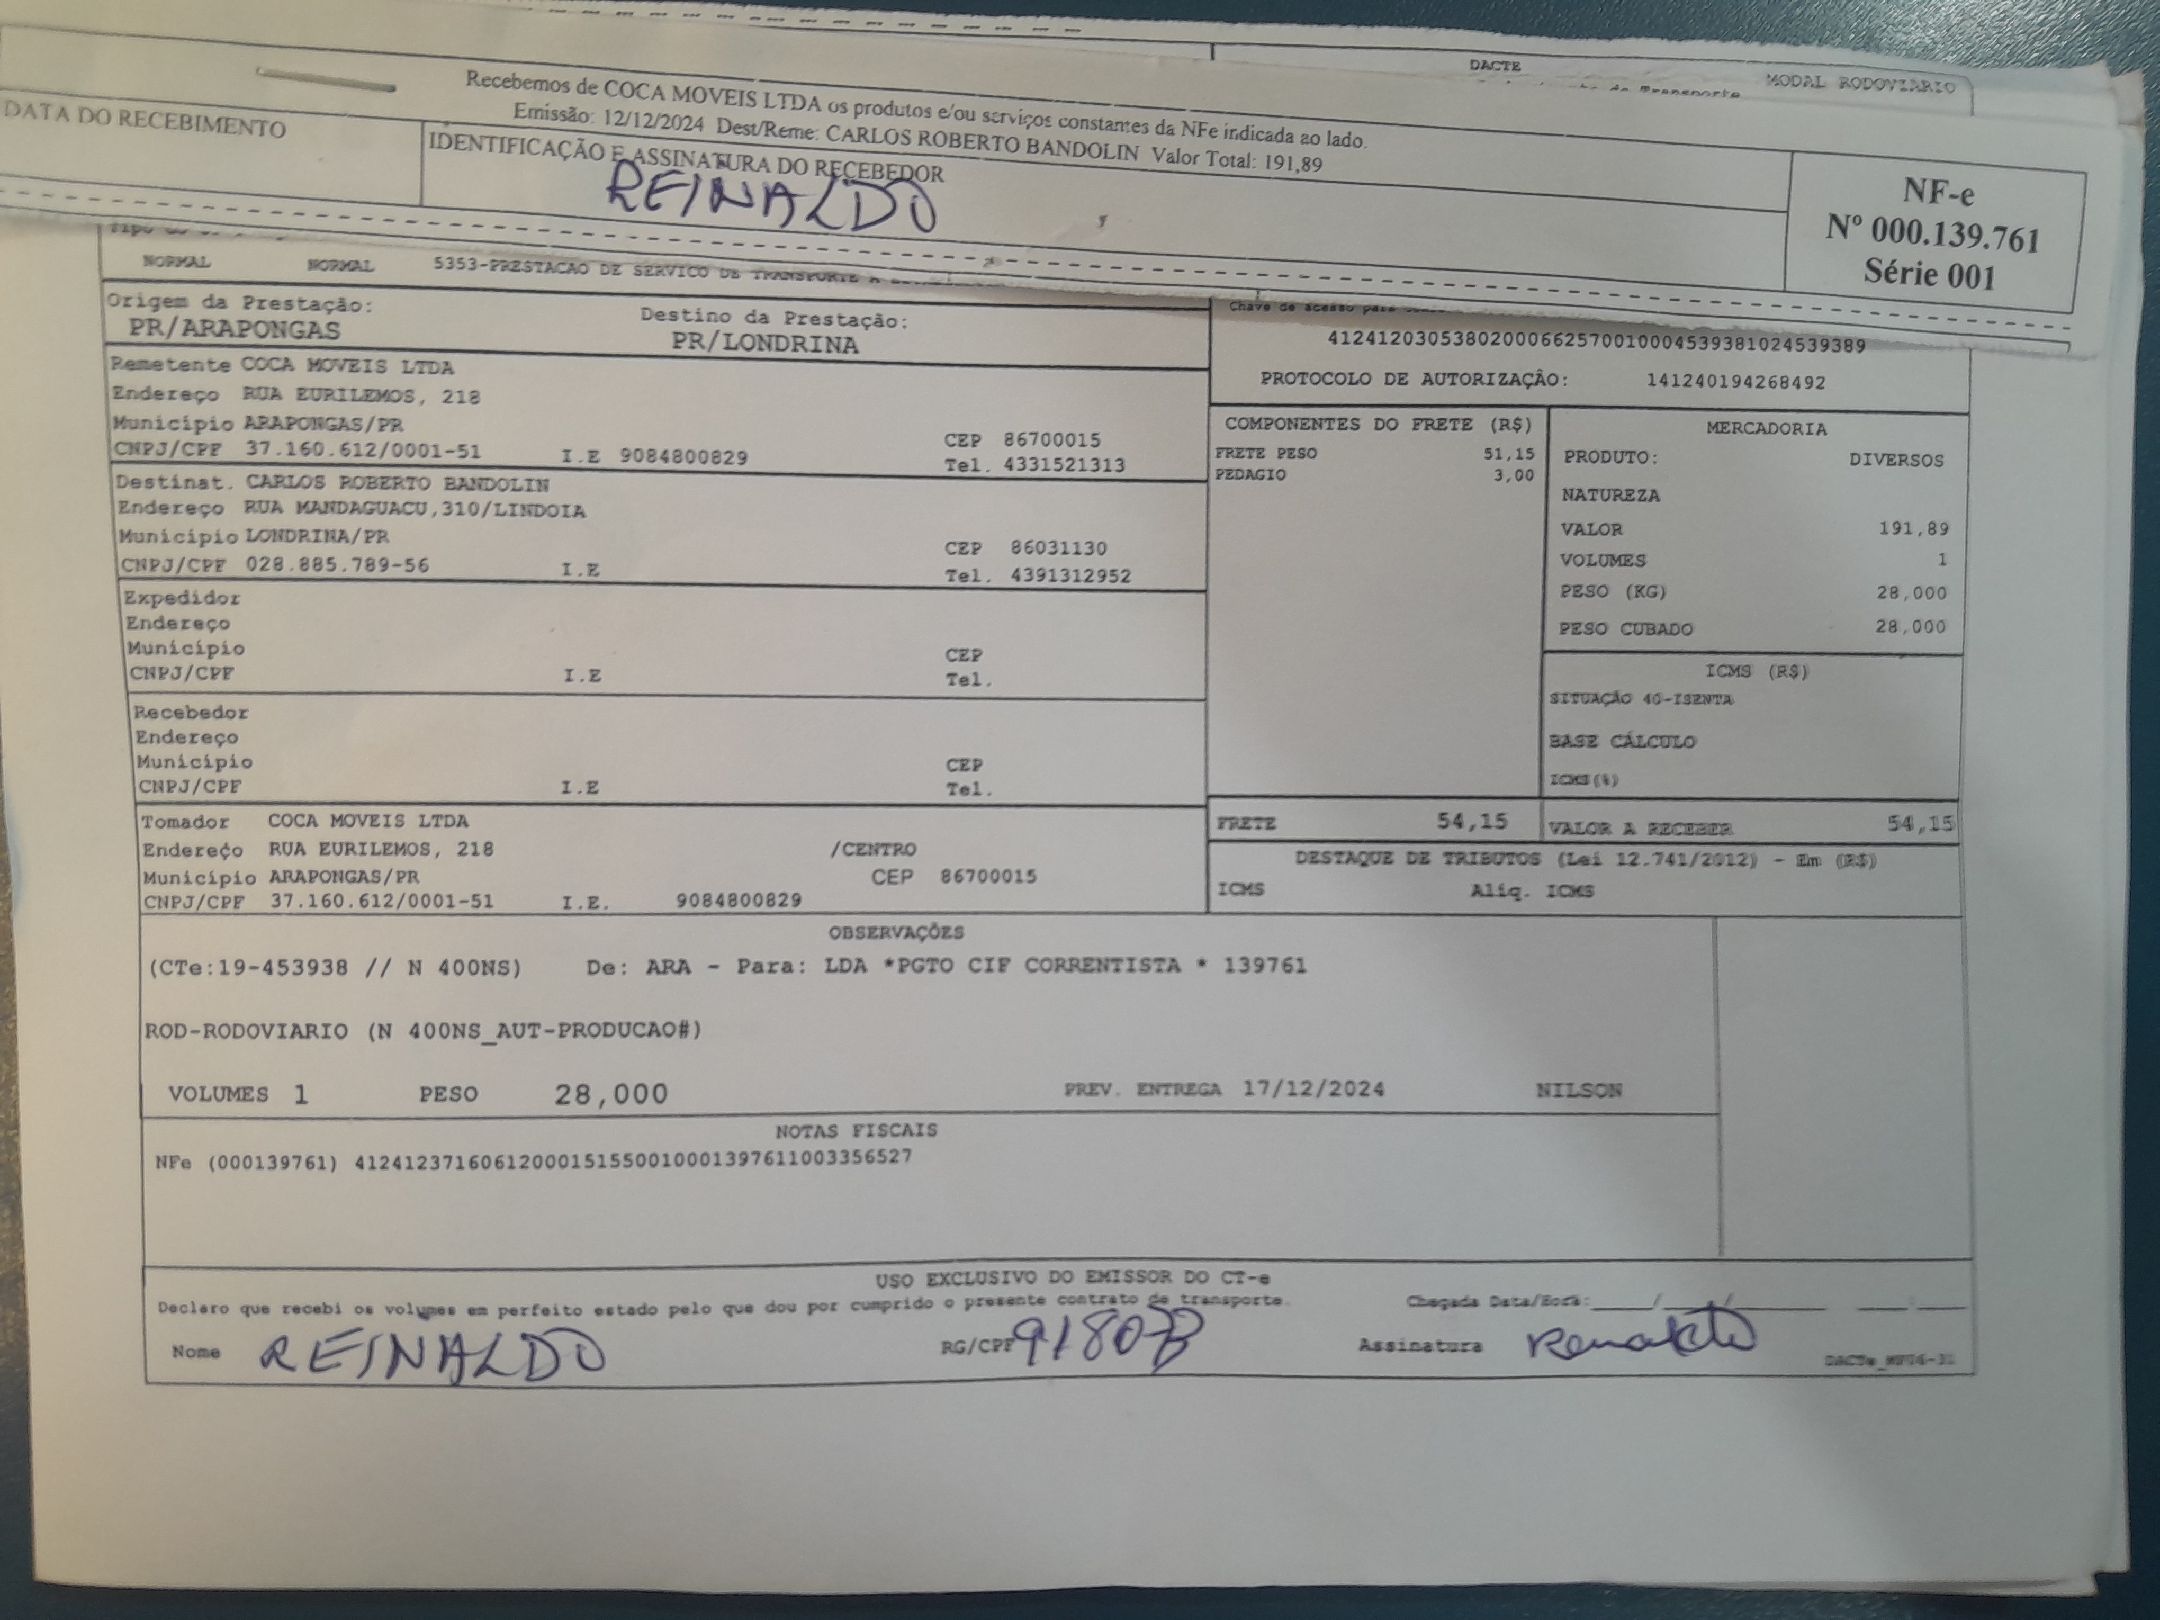 DACTE
MODAL RODOVIARIO
Recebemos de COCA MOVEIS LTDA os produtos e/ou serviços constantes da NFe indicada ao lado.
Emissão: 12/12/2024 Dest/Reme: CARLOS ROBERTO BANDOLIN Valor Total: 191,89
DATA DO RECEBIMENTO
IDENTIFICAÇÃO E ASSINATURA DO RECEBEDOR
REINALDO
NF-e
Nº 000.139.761
Série 001
NORMAL NORMAL 5353-PRESTACAO DE SERVICO DE TRANSPORTE A
Origem da Prestação: Destino da Prestação:
PR/ARAPONGAS PR/LONDRINA
Chave de acesso para
41241203053802000662570010004539381024539389
PROTOCOLO DE AUTORIZAÇÃO: 141240194268492
Remetente COCA MOVEIS LTDA
Endereço RUA EURILEMOS, 218
Município ARAPONGAS/PR CEP 86700015
CNPJ/CPF 37.160.612/0001-51 I.E 9084800829 Tel. 4331521313
Destinat. CARLOS ROBERTO BANDOLIN
Endereço RUA MANDAGUACU,310/LINDOIA
Município LONDRINA/PR CEP 86031130
CNPJ/CPF 028.885.789-56 I.E Tel. 4391312952
Expedidor
Endereço
Município CEP
CNPJ/CPF I.E Tel.
Recebedor
Endereço
Município CEP
CNPJ/CPF I.E Tel.
Tomador COCA MOVEIS LTDA
Endereço RUA EURILEMOS, 218 /CENTRO
Município ARAPONGAS/PR CEP 86700015
CNPJ/CPF 37.160.612/0001-51 I.E. 9084800829
COMPONENTES DO FRETE (R$)
FRETE PESO 51,15
PEDAGIO 3,00
MERCADORIA
PRODUTO: DIVERSOS
NATUREZA
VALOR 191,89
VOLUMES 1
PESO (KG) 28,000
PESO CUBADO 28,000
ICMS (R$)
SITUAÇÃO 40-ISENTA
BASE CÁLCULO
ICMS(%)
FRETE 54,15 VALOR A RECEBER 54,15
DESTAQUE DE TRIBUTOS (Lei 12.741/2012) - Em (R$)
ICMS Aliq. ICMS
OBSERVAÇÕES
(CTe:19-453938 // N 400NS) De: ARA - Para: LDA *PGTO CIF CORRENTISTA * 139761
ROD-RODOVIARIO (N 400NS_AUT-PRODUCAO#)
VOLUMES 1 PESO 28,000 PREV. ENTREGA 17/12/2024 NILSON
NOTAS FISCAIS
NFe (000139761) 41241237160612000151550010001397611003356527
USO EXCLUSIVO DO EMISSOR DO CT-e
Declaro que recebi os volumes em perfeito estado pelo que dou por cumprido o presente contrato de transporte. Chegada Data/Hora: ____/____/____ ____:____
Nome REINALDO RG/CPF Assinatura